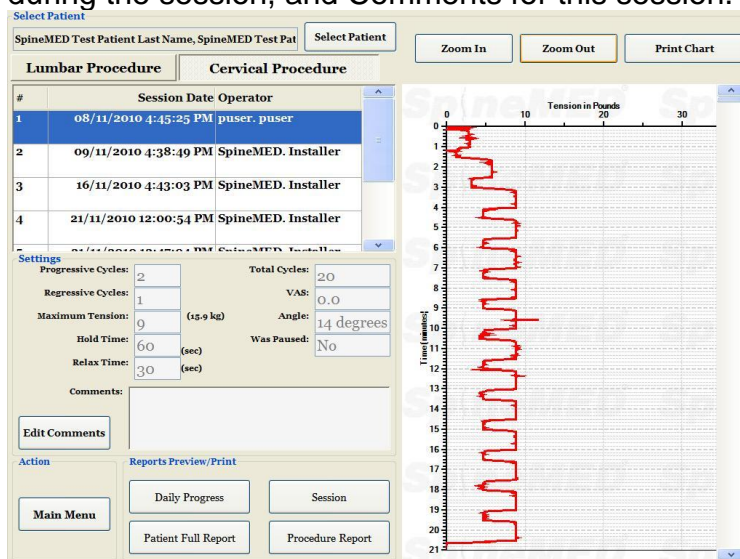 during the session, and Comments for this session.
Select Patient
SpineMED Test Patient Last Name, SpineMED Test Pat
Select Patient
Zoom In
Zoom Out
Print Chart
Lumbar Procedure
Cervical Procedure
# Session Date Operator
1 08/11/2010 4:45:25 PM puser. puser
2 09/11/2010 4:38:49 PM SpineMED. Installer
3 16/11/2010 4:43:03 PM SpineMED. Installer
4 21/11/2010 12:00:54 PM SpineMED. Installer
Settings
Progressive Cycles: 2
Total Cycles: 20
Regressive Cycles: 1
VAS: 0.0
Maximum Tension: 9 (15.9 kg)
Angle: 14 degrees
Hold Time: 60 (sec)
Was Paused: No
Relax Time: 30 (sec)
Comments:
Edit Comments
Action
Main Menu
Reports Preview/Print
Daily Progress
Session
Patient Full Report
Procedure Report
SpineMED
Tension in Pounds
0 10 20 30
Time (minutes)
0
1
2
3
4
5
6
7
8
9
10
11
12
13
14
15
16
17
18
19
20
21